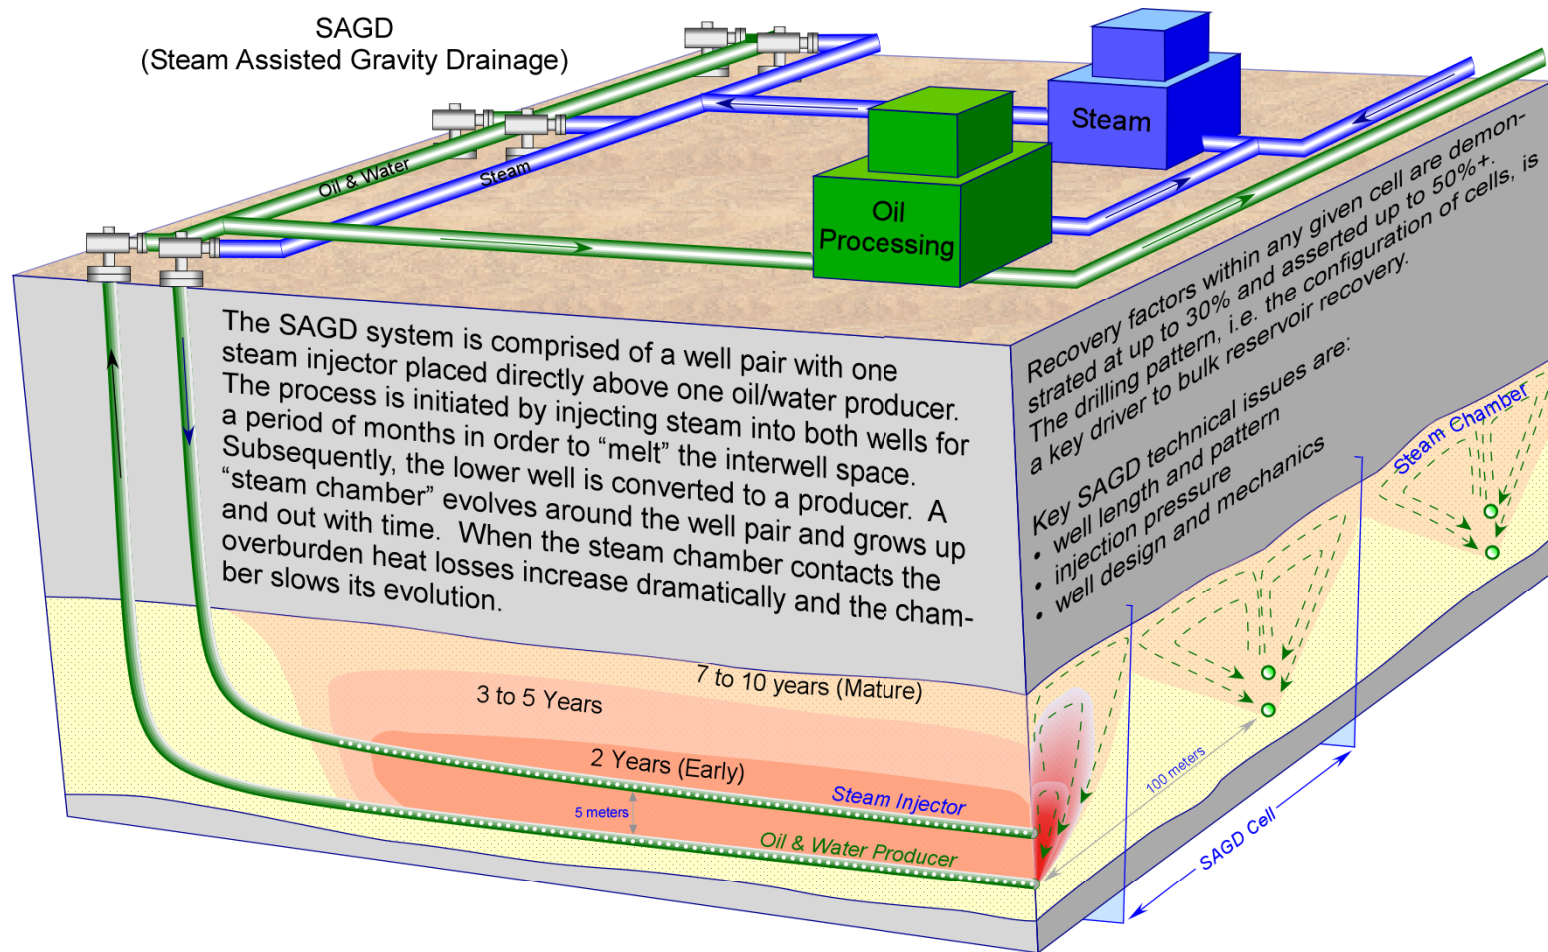 SAGD
(Steam Assisted Gravity Drainage)
Steam
Oil
Processing
Oil & Water
Steam
The SAGD system is comprised of a well pair with one
steam injector placed directly above one oil/water producer.
The process is initiated by injecting steam into both wells for
a period of months in order to “melt” the interwell space.
Subsequently, the lower well is converted to a producer.  A
“steam chamber” evolves around the well pair and grows up
and out with time.  When the steam chamber contacts the
overburden heat losses increase dramatically and the cham-
ber slows its evolution.
Recovery factors within any given cell are demon-
strated at up to 30% and asserted up to 50%+.
The drilling pattern, i.e. the configuration of cells, is
a key driver to bulk reservoir recovery.
Key SAGD technical issues are:
• well length and pattern
• injection pressure
• well design and mechanics
Steam Chamber
7 to 10 years (Mature)
3 to 5 Years
2 Years (Early)
Steam Injector
5 meters
Oil & Water Producer
100 meters
SAGD Cell